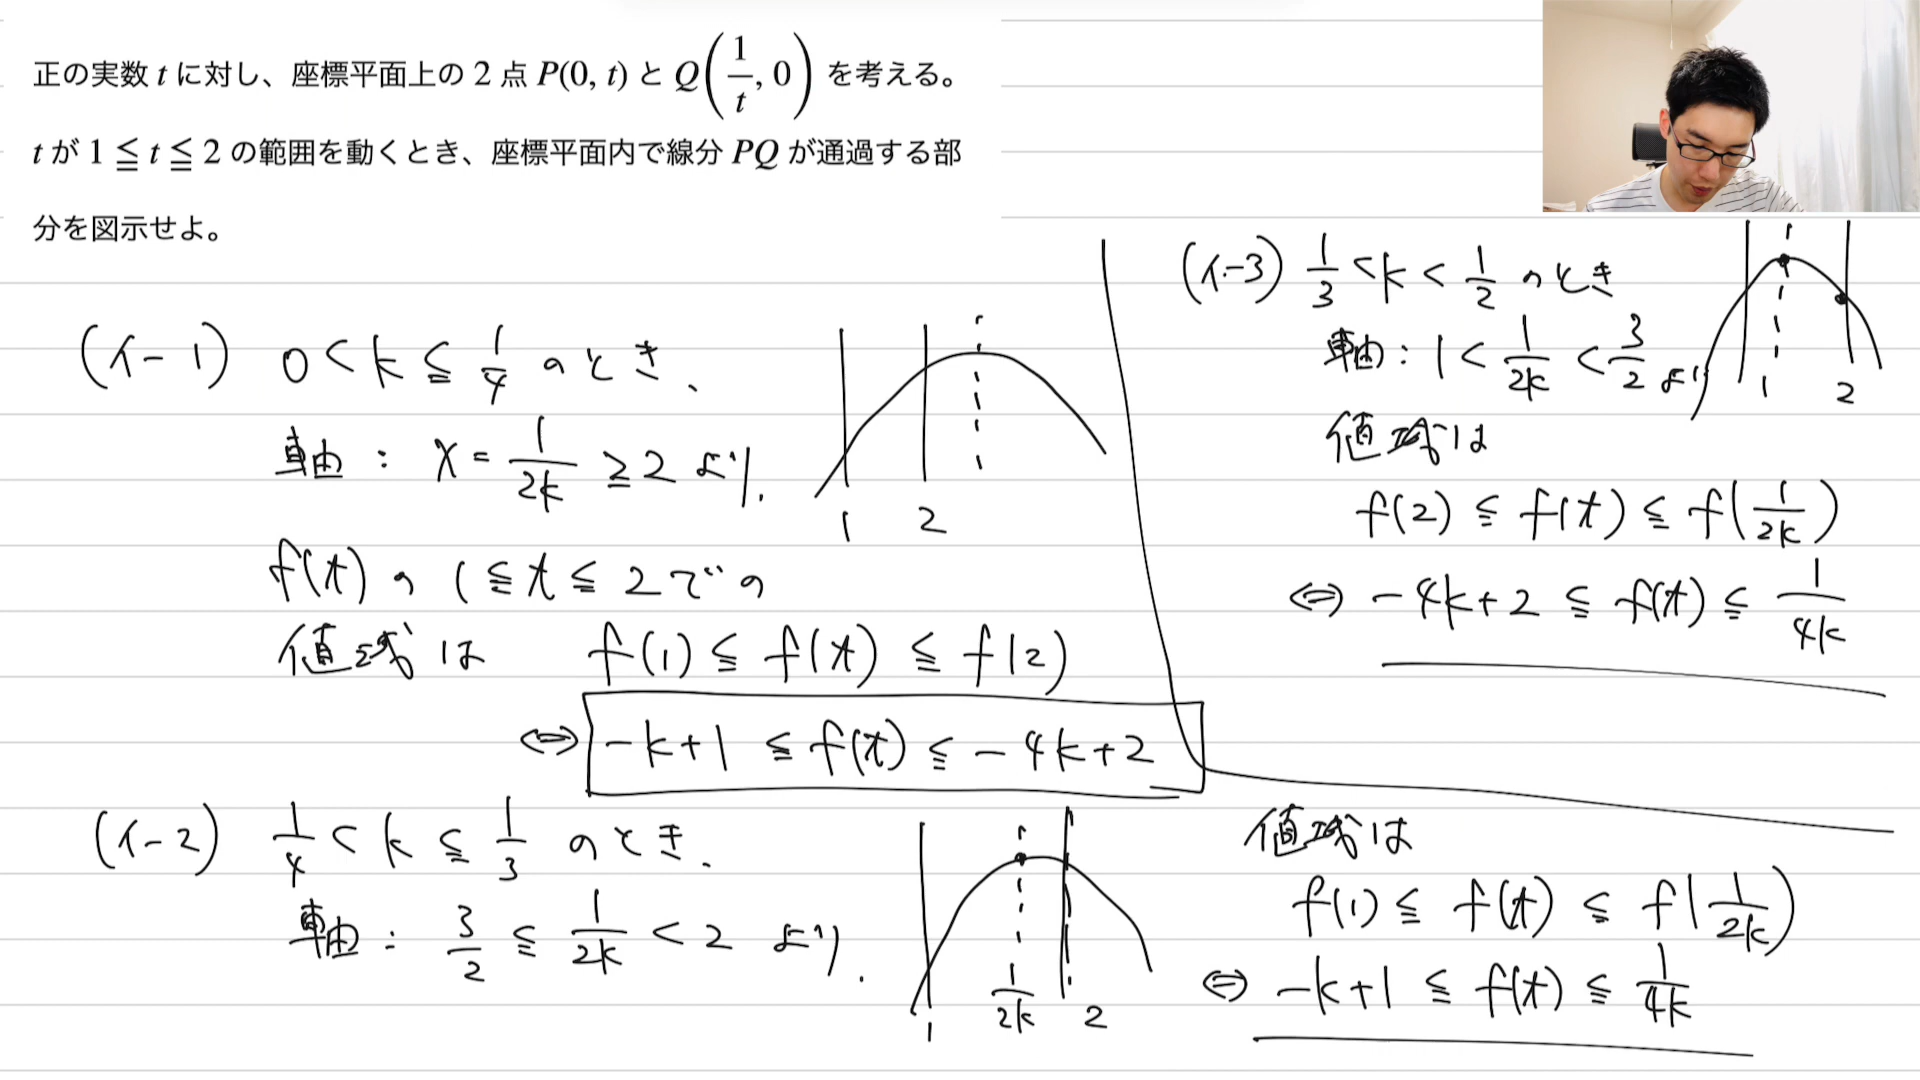 正の実数 t に対し、座標平面上の 2 点 P(0, t) と Q(1/t, 0) を考える。
t が 1 ≦ t ≦ 2 の範囲を動くとき、座標平面内で線分 PQ が通過する部
分を図示せよ。
(イ-1) 0 < k ≦ 1/4 のとき、
軸 : x = 1/2k ≧ 2 より、
1 2
f(t) の 1 ≦ t ≦ 2 での
値域は f(1) ≦ f(t) ≦ f(2)
⇔ -k+1 ≦ f(t) ≦ -4k+2
(イ-2) 1/4 < k ≦ 1/3 のとき、
軸 : 3/2 ≦ 1/2k < 2 より、
1 1/2k 2
値域は
f(1) ≦ f(t) ≦ f(1/2k)
⇔ -k+1 ≦ f(t) ≦ 1/4k
(イ-3) 1/3 < k < 1/2 のとき
軸 : 1 < 1/2k < 3/2 より
1 2
値域は
f(2) ≦ f(t) ≦ f(1/2k)
⇔ -4k+2 ≦ f(t) ≦ 1/4k